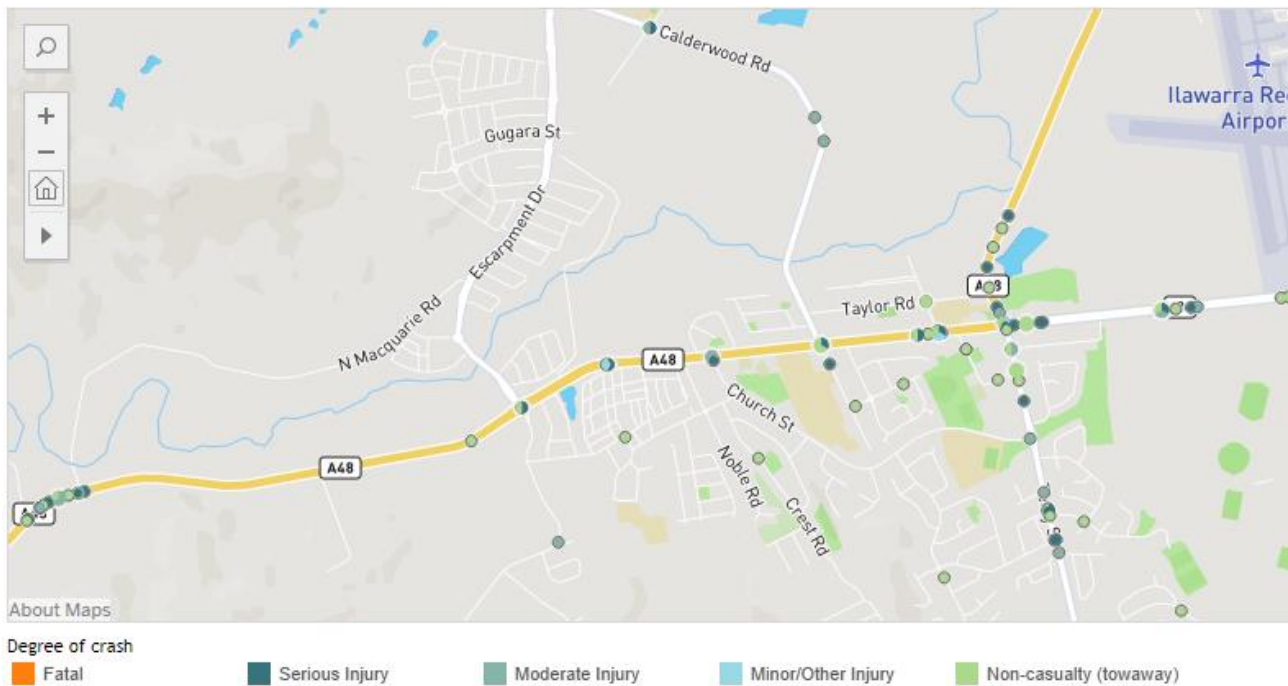 Calderwood Rd
Ilawarra Re
Airpor
Gugara St
Escarpment Dr
Taylor Rd
N Macquarie Rd
A48
Church St
A48
Noble Rd
Crest Rd
About Maps
Degree of crash
Fatal
Serious Injury
Moderate Injury
Minor/Other Injury
Non-casualty (towaway)